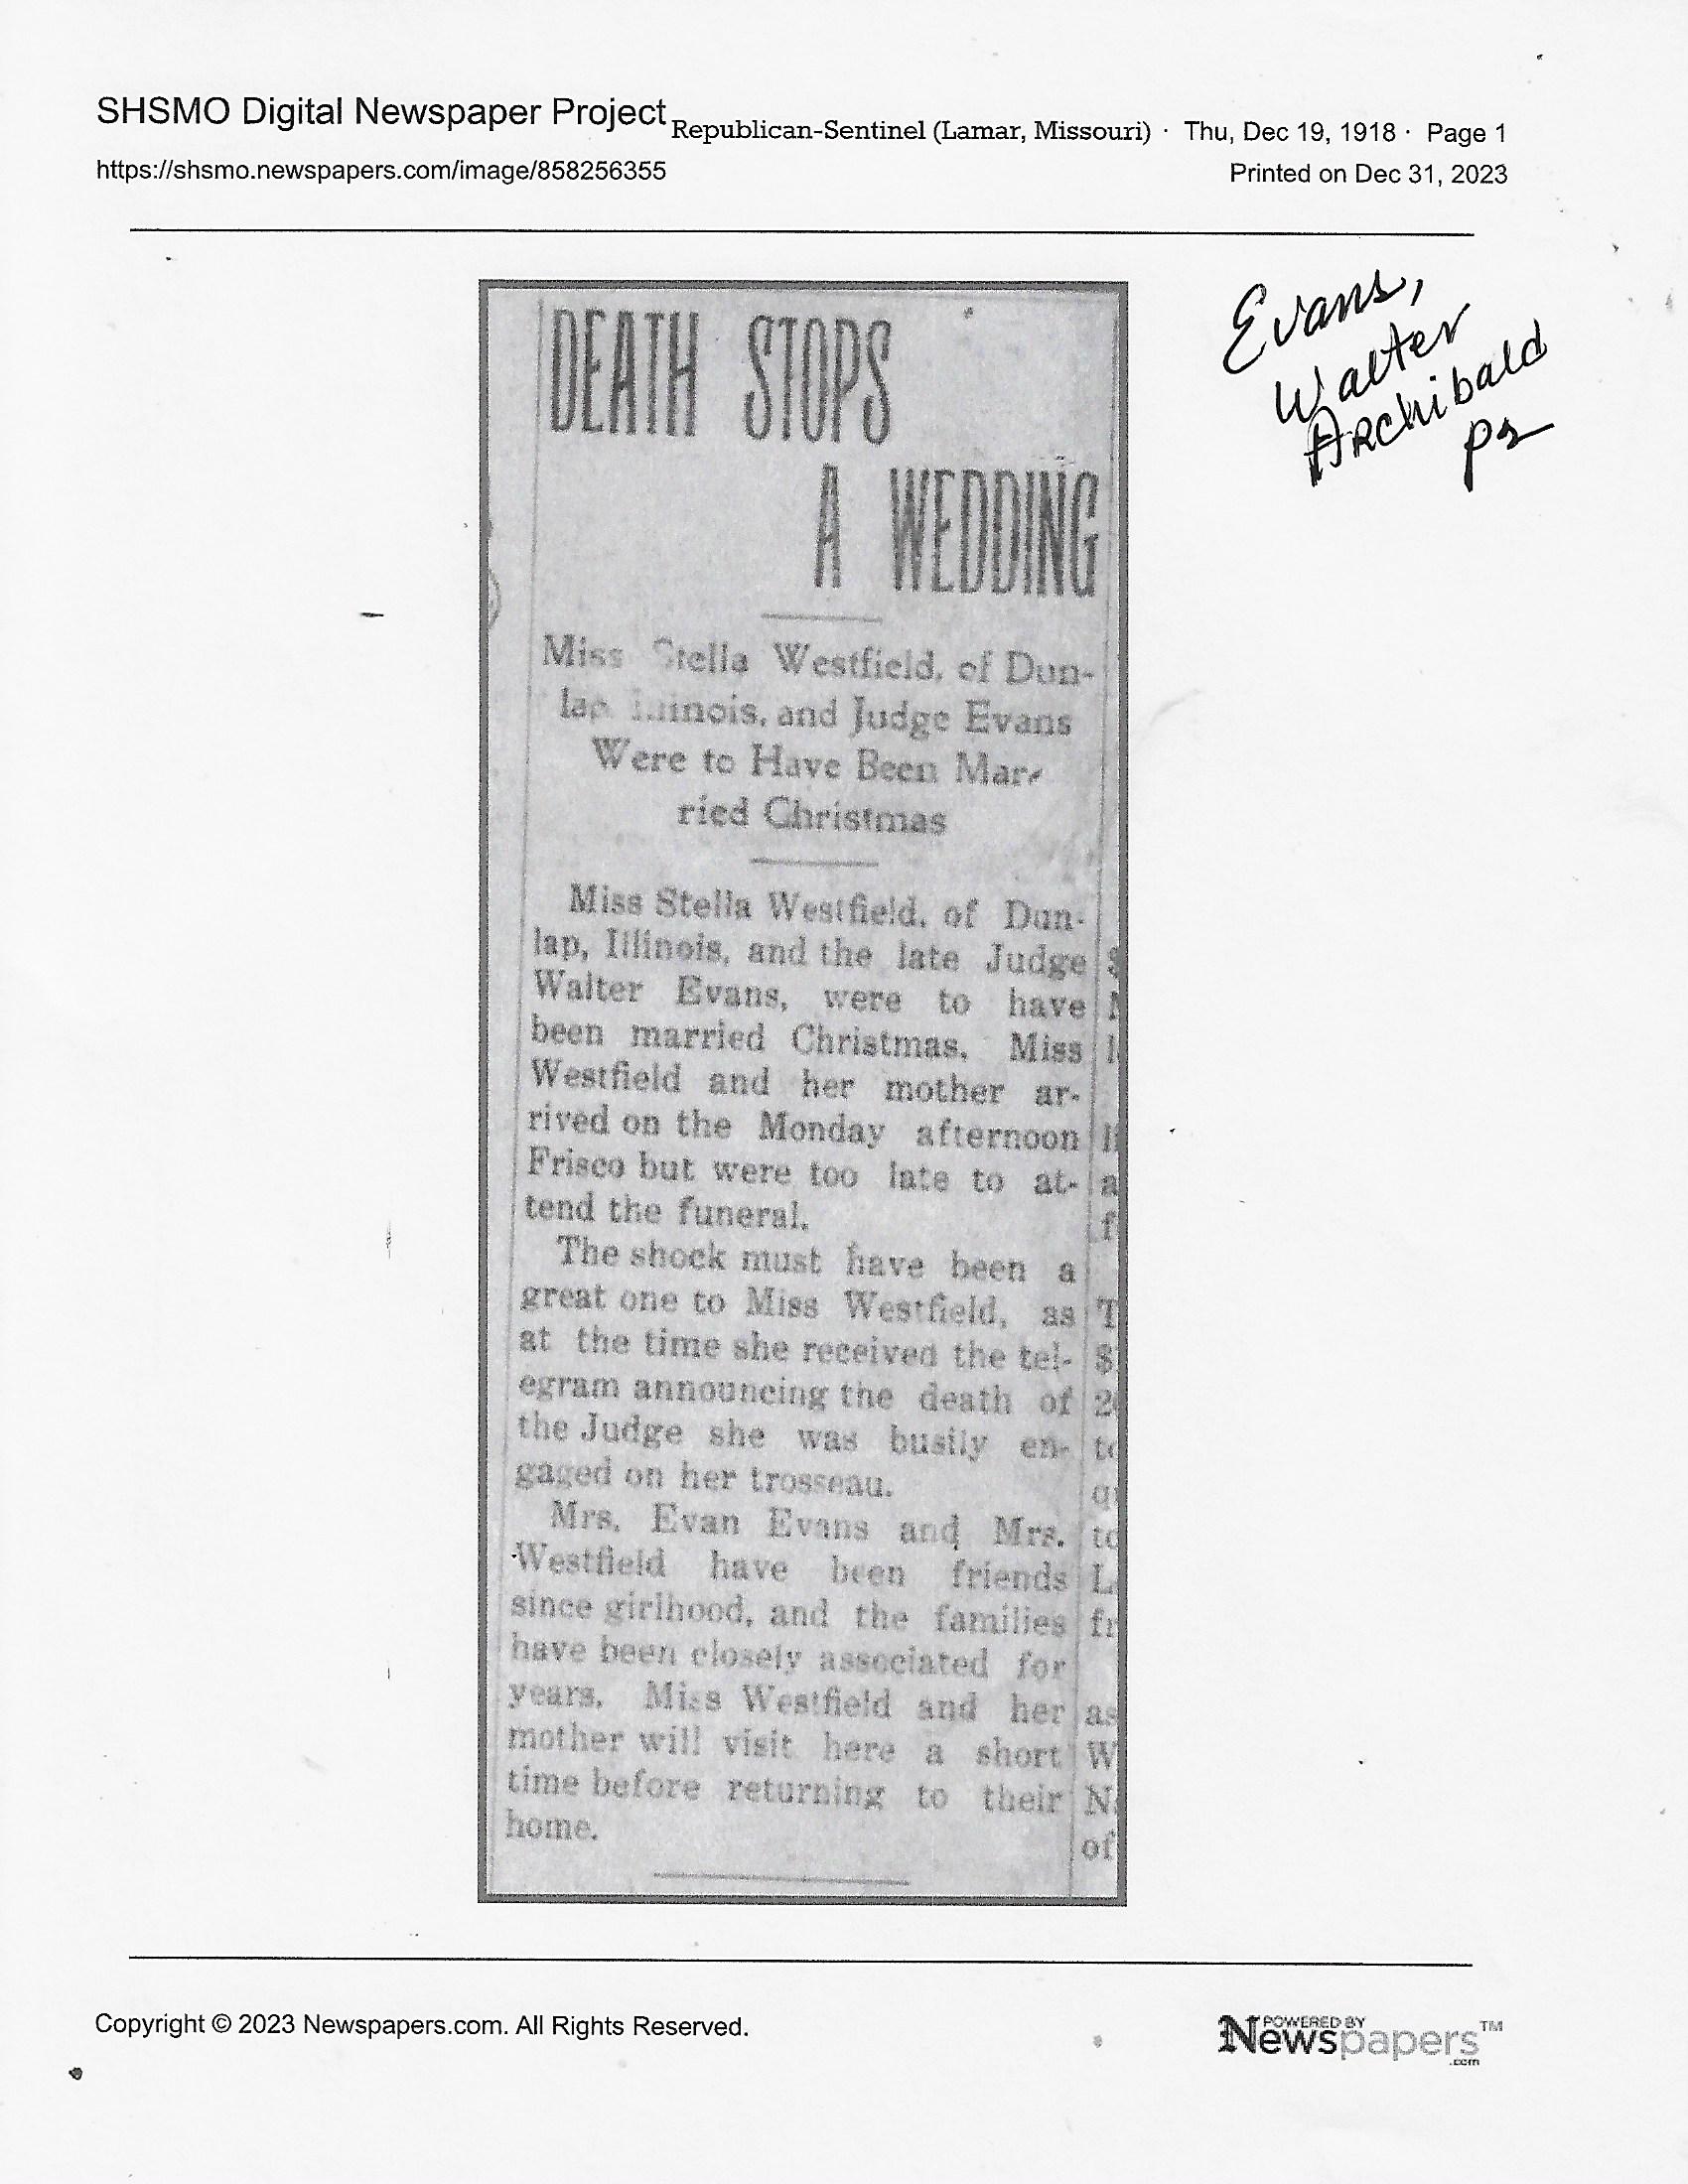 SHSMO Digital Newspaper Project
Republican-Sentinel (Lamar, Missouri) · Thu, Dec 19, 1918 · Page 1
https://shsmo.newspapers.com/image/858256355
Printed on Dec 31, 2023
Evans,
Walter
Archibald
DEATH STOPS
A WEDDING
Miss Stella Westfield, of Dun-
lap, Illinois, and Judge Evans
Were to Have Been Mar-
ried Christmas
Miss Stella Westfield, of Dun-
lap, Illinois, and the late Judge
Walter Evans, were to have
been married Christmas. Miss
Westfield and her mother ar-
rived on the Monday afternoon
Frisco but were too late to at-
tend the funeral.
The shock must have been a
great one to Miss Westfield, as
at the time she received the tel-
egram announcing the death of
the Judge she was busily en-
gaged on her trosseau.
Mrs. Evan Evans and Mrs.
Westfield have been friends
since girlhood, and the families
have been closely associated for
years. Miss Westfield and her
mother will visit here a short
time before returning to their
home.
Copyright © 2023 Newspapers.com. All Rights Reserved.
POWERED BY
Newspapers™
.com